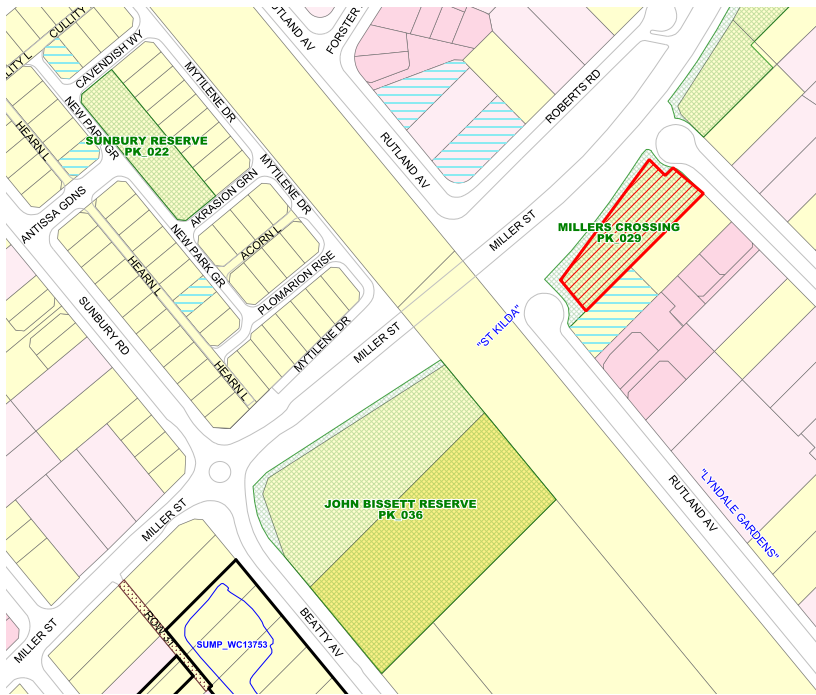 CULLITY
CAVENDISH WY
RUTLAND AV
FORSTER
MYTILENE DR
ROBERTS RD
HEARN L
NEW PARK GR
SUNBURY RESERVE
PK_022
RUTLAND AV
MYTILENE DR
AKRASION GRN
ANTISSA GDNS
MILLER ST
MILLERS CROSSING
PK_029
ACORN L
NEW PARK GR
HEARN L
PLOMARION RISE
SUNBURY RD
"ST KILDA"
MYTILENE DR
MILLER ST
HEARN L
JOHN BISSETT RESERVE
PK_036
RUTLAND AV
"LYNDALE GARDENS"
MILLER ST
BEATTY AV
MILLER ST
SUMP_WC13753